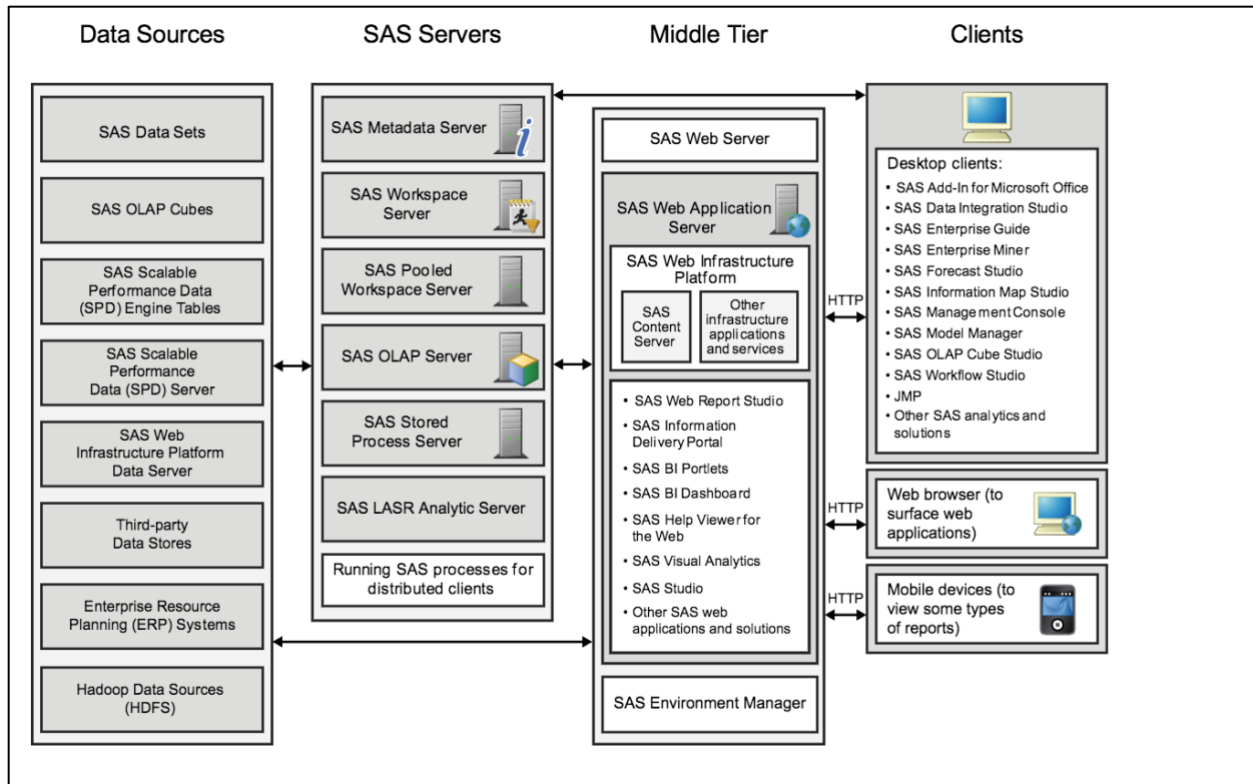 Data Sources
SAS Servers
Middle Tier
Clients
SAS Data Sets
SAS OLAP Cubes
SAS Scalable
Performance Data
(SPD) Engine Tables
SAS Scalable
Performance
Data (SPD) Server
SAS Web
Infrastructure Platform
Data Server
Third-party
Data Stores
Enterprise Resource
Planning (ERP) Systems
Hadoop Data Sources
(HDFS)
SAS Metadata Server
SAS Workspace
Server
SAS Pooled
Workspace Server
SAS OLAP Server
SAS Stored
Process Server
SAS LASR Analytic Server
Running SAS processes for
distributed clients
SAS Web Server
SAS Web Application
Server
SAS Web Infrastructure
Platform
SAS
Content
Server
Other
infrastructure
applications
and services
• SAS Web Report Studio
• SAS Information
Delivery Portal
• SAS BI Portlets
• SAS BI Dashboard
• SAS Help Viewer for
the Web
• SAS Visual Analytics
• SAS Studio
• Other SAS web
applications and solutions
SAS Environment Manager
HTTP
HTTP
HTTP
Desktop clients:
• SAS Add-In for Microsoft Office
• SAS Data Integration Studio
• SAS Enterprise Guide
• SAS Enterprise Miner
• SAS Forecast Studio
• SAS Information Map Studio
• SAS Management Console
• SAS Model Manager
• SAS OLAP Cube Studio
• SAS Workflow Studio
• JMP
• Other SAS analytics and
solutions
Web browser (to
surface web
applications)
Mobile devices (to
view some types
of reports)